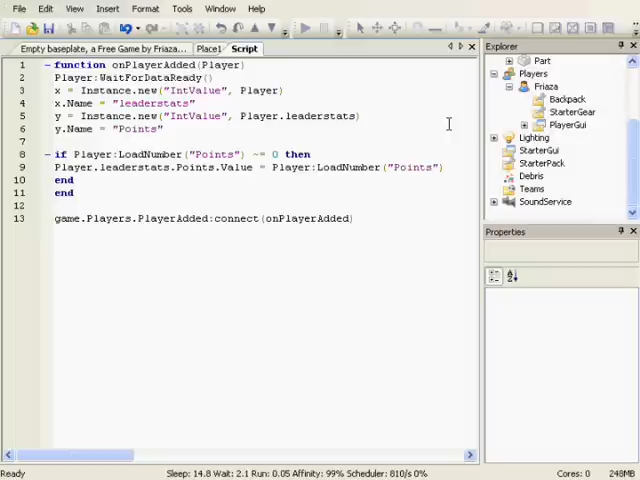 File Edit View Insert Format Tools Window Help
Empty baseplate, a Free Game by Friaza... Place1 Script
1 function onPlayerAdded(Player)
2 Player:WaitForDataReady()
3 x = Instance.new("IntValue", Player)
4 x.Name = "leaderstats"
5 y = Instance.new("IntValue", Player.leaderstats)
6 y.Name = "Points"
7
8 if Player:LoadNumber("Points") ~= 0 then
9 Player.leaderstats.Points.Value = Player:LoadNumber("Points")
10 end
11 end
12
13 game.Players.PlayerAdded:connect(onPlayerAdded)
Explorer
Part
Players
Friaza
Backpack
StarterGear
PlayerGui
Lighting
StarterGui
StarterPack
Debris
Teams
SoundService
Properties
Ready Sleep: 14.8 Wait: 2.1 Run: 0.05 Affinity: 99% Scheduler: 810/s 0% Cores: 0 248MB